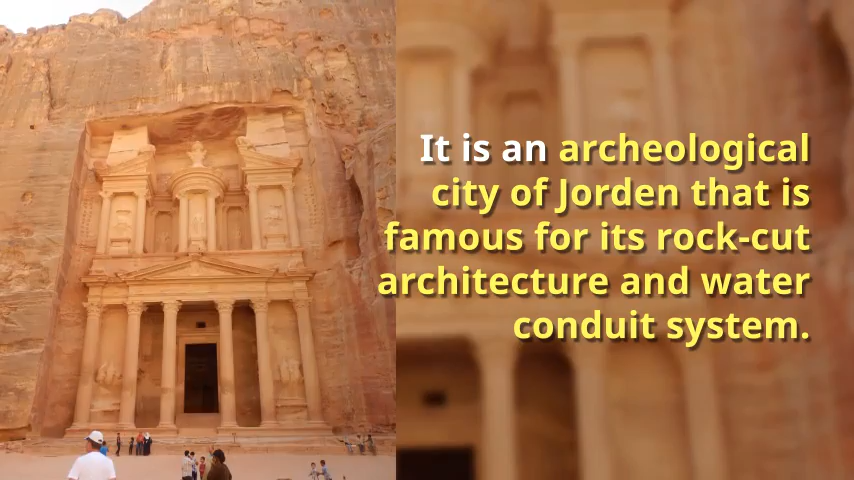 It is an archeological
city of Jorden that is
famous for its rock-cut
architecture and water
conduit system.